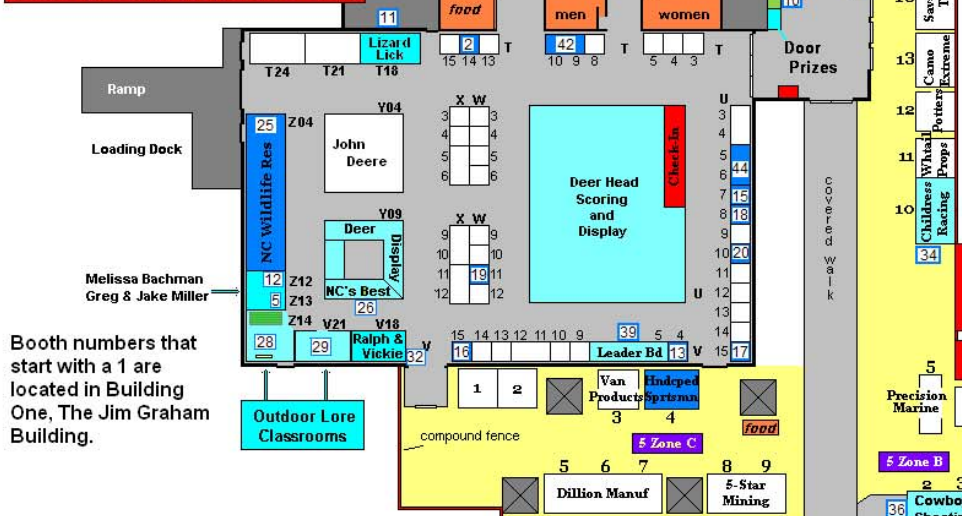 11
food
men
women
10
Sav
13
Camo
Extreme
12
Potters
11
Whtail
Props
10
Childress
Racing
34
Lizard
Lick
T24
T21
T18
2
T
15 14 13
42
T
10 9 8
T
5 4 3
Door
Prizes
Ramp
Loading Dock
25
Z04
NC Wildlife Res
Y04
John
Deere
X W
3 3
4 4
5 5
6 6
Check-In
Deer Head
Scoring
and
Display
U
3
4
5
6
44
7
15
8
18
9
10
20
11
12
13
14
15
17
U
covered walk
Y09
Deer
Display
NC's Best
26
X W
9 9
10 10
11 19 11
12 12
Melissa Bachman
Greg & Jake Miller
12
Z12
5
Z13
Z14
28
V21
29
V18
Ralph &
Vickie
32
V
15 14 13 12 11 10 9
39
5 4
16
Leader Bd
13
V
Booth numbers that
start with a 1 are
located in Building
One, The Jim Graham
Building.
Outdoor Lore
Classrooms
compound fence
1
2
Van
Products
3
Hndcped
Sprtsmn
4
food
5 Zone C
5 6 7
Dillion Manuf
8 9
5-Star
Mining
5
Precision
Marine
5 Zone B
2
36
Cowbo